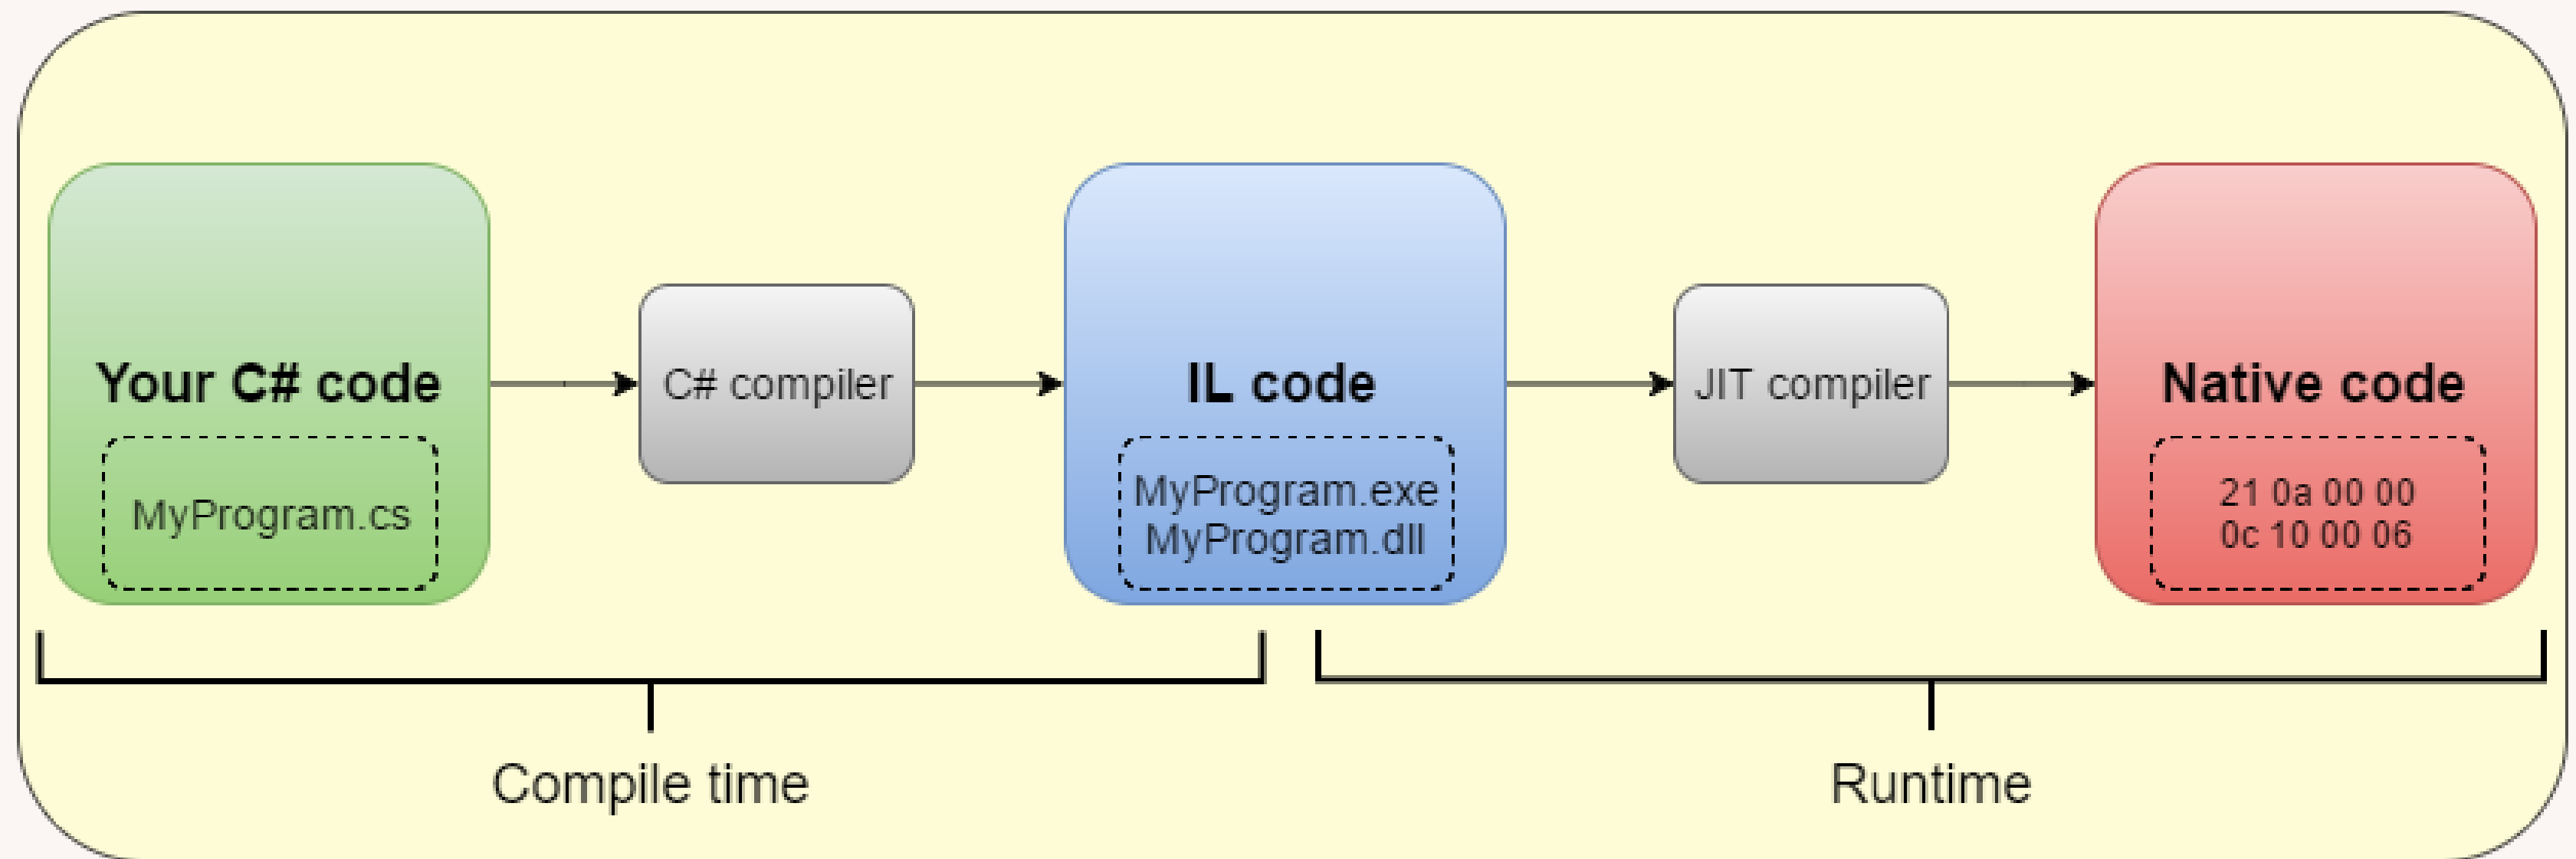 Your C# code
MyProgram.cs
C# compiler
IL code
MyProgram.exe
MyProgram.dll
JIT compiler
Native code
21 0a 00 00
0c 10 00 06
Compile time
Runtime